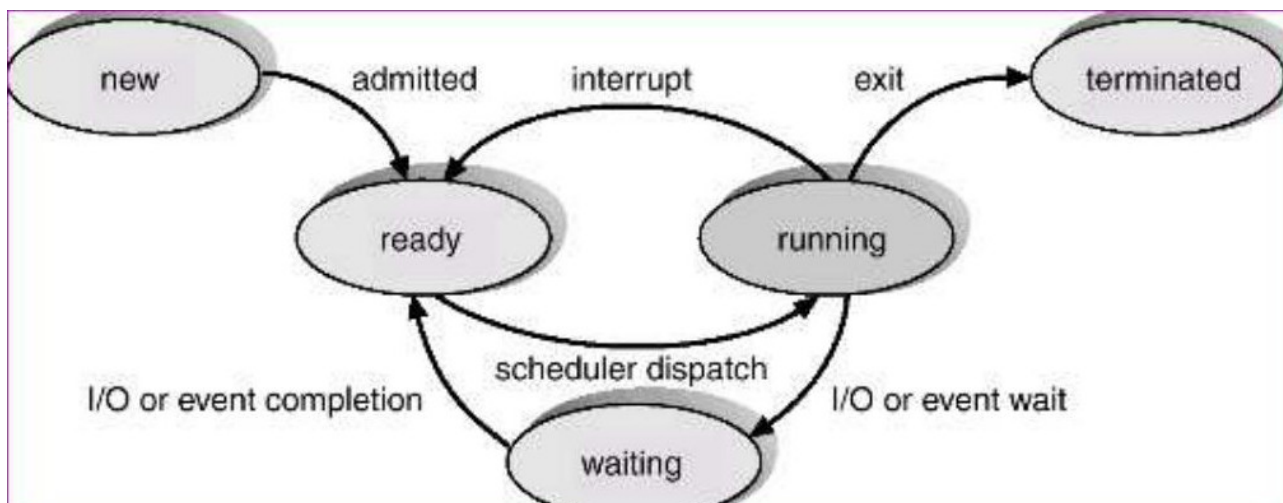 new
admitted
interrupt
exit
terminated
ready
running
scheduler dispatch
I/O or event completion
I/O or event wait
waiting